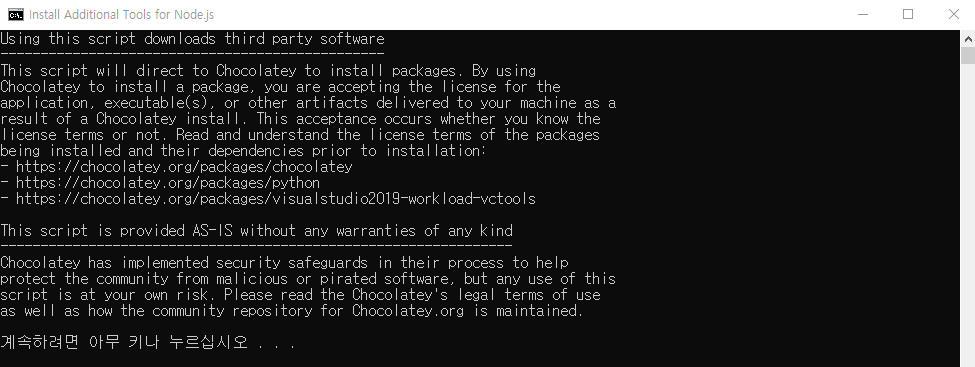 Install Additional Tools for Node.js
Using this script downloads third party software
------------------------------------------------
This script will direct to Chocolatey to install packages. By using
Chocolatey to install a package, you are accepting the license for the
application, executable(s), or other artifacts delivered to your machine as a
result of a Chocolatey install. This acceptance occurs whether you know the
license terms or not. Read and understand the license terms of the packages
being installed and their dependencies prior to installation:
- https://chocolatey.org/packages/chocolatey
- https://chocolatey.org/packages/python
- https://chocolatey.org/packages/visualstudio2019-workload-vctools
This script is provided AS-IS without any warranties of any kind
----------------------------------------------------------------
Chocolatey has implemented security safeguards in their process to help
protect the community from malicious or pirated software, but any use of this
script is at your own risk. Please read the Chocolatey's legal terms of use
as well as how the community repository for Chocolatey.org is maintained.
계속하려면 아무 키나 누르십시오 . . .